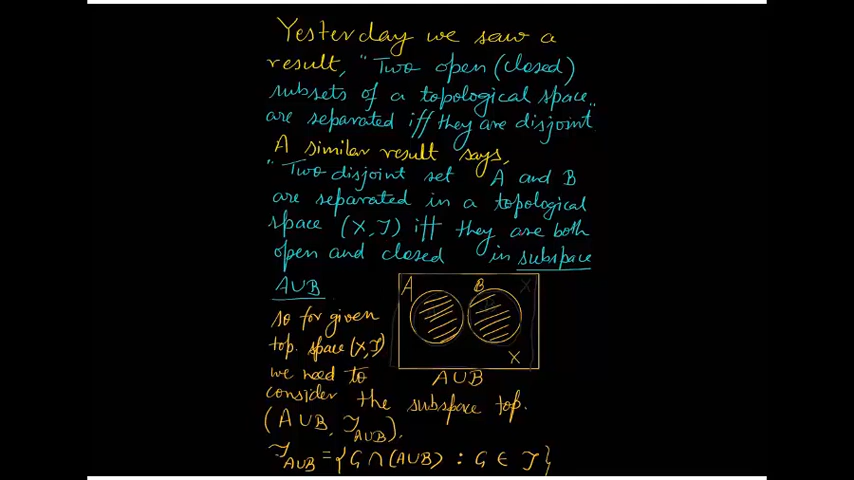 Yesterday we saw a
result, "Two open (closed)
subsets of a topological space
are separated iff they are disjoint"
A similar result says,
"Two disjoint set A and B
are separated in a topological
space (X, T) iff they are both
open and closed in subspace
A∪B
A B X
so for given
top. space (X, T)
we need to
X
A∪B
consider the subspace top.
(A∪B, T_A∪B).
T_A∪B = {G∩(A∪B) : G ∈ T}